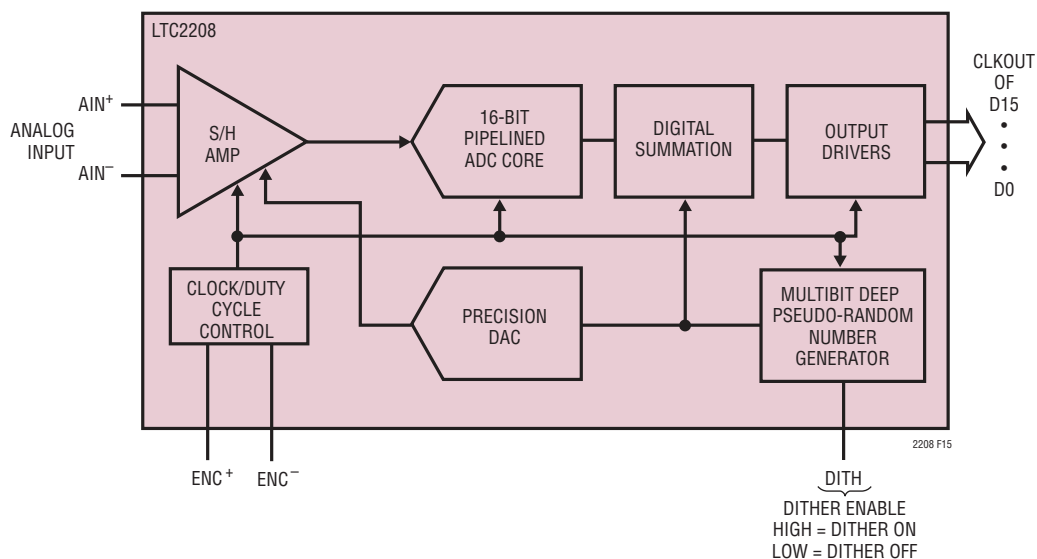 LTC2208
AIN+
ANALOG
INPUT
AIN–
S/H
AMP
16-BIT
PIPELINED
ADC CORE
DIGITAL
SUMMATION
OUTPUT
DRIVERS
CLKOUT
OF
D15
•
•
•
D0
CLOCK/DUTY
CYCLE
CONTROL
PRECISION
DAC
MULTIBIT DEEP
PSEUDO-RANDOM
NUMBER
GENERATOR
2208 F15
ENC+
ENC–
DITH
DITHER ENABLE
HIGH = DITHER ON
LOW = DITHER OFF